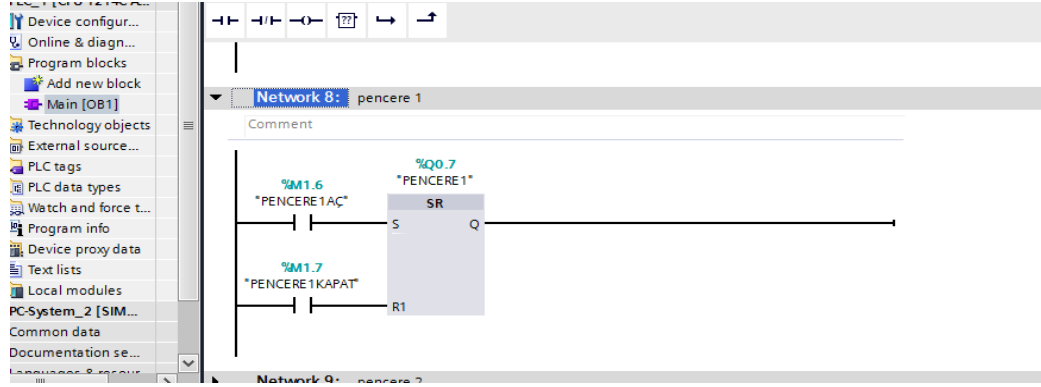 Device configur...
Online & diagn...
Program blocks
Add new block
Main [OB1]
Technology objects
External source...
PLC tags
PLC data types
Watch and force t...
Program info
Device proxy data
Text lists
Local modules
PC-System_2 [SIM...
Common data
Documentation se...
??
Network 8: pencere 1
Comment
%Q0.7
"PENCERE1"
%M1.6
"PENCERE1AÇ"
SR
S Q
%M1.7
"PENCERE1KAPAT"
R1
Network 9: pencere 2